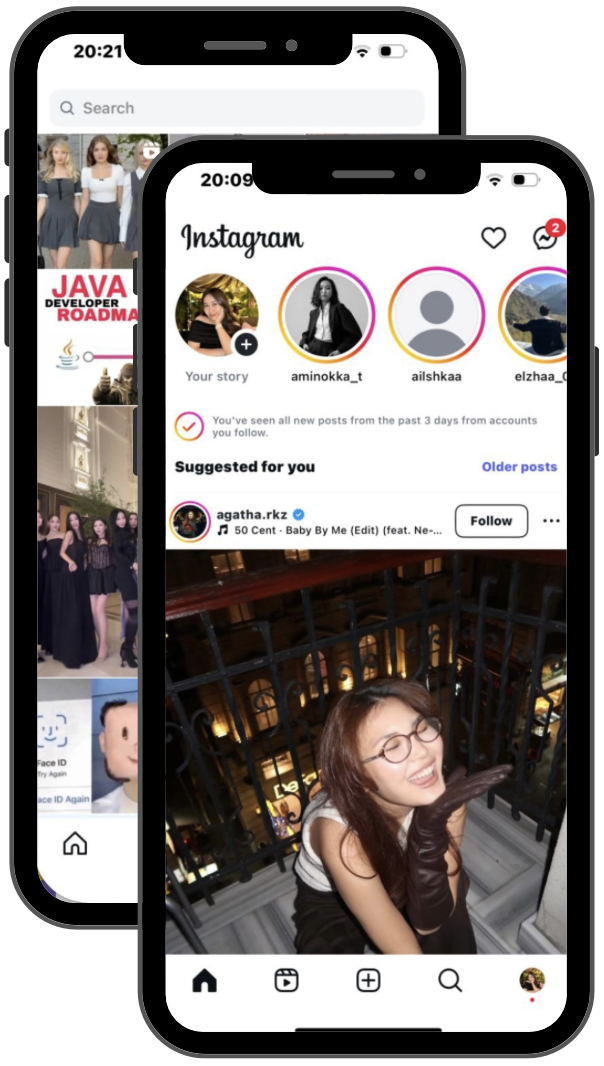 20:21
Search
JAVA
DEVELOPER
ROADMA
Face ID
Try Again
ace ID Again
20:09
Instagram
2
Your story
aminokka_t
ailshkaa
elzhaa_0
You've seen all new posts from the past 3 days from accounts
you follow.
Suggested for you
Older posts
agatha.rkz
50 Cent · Baby By Me (Edit) (feat. Ne-...
Follow